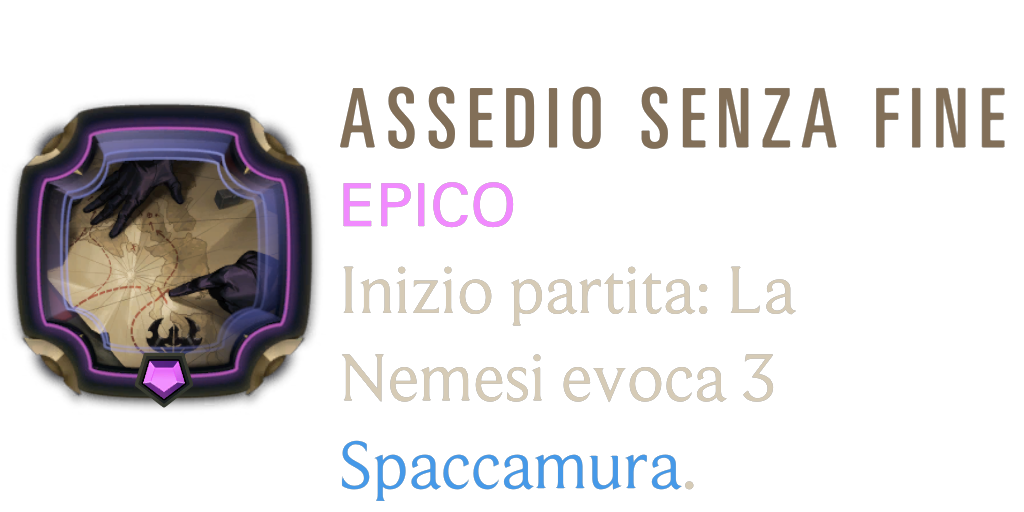 ASSEDIO SENZA FINE
EPICO
Inizio partita: La
Nemesi evoca 3
Spaccamura.